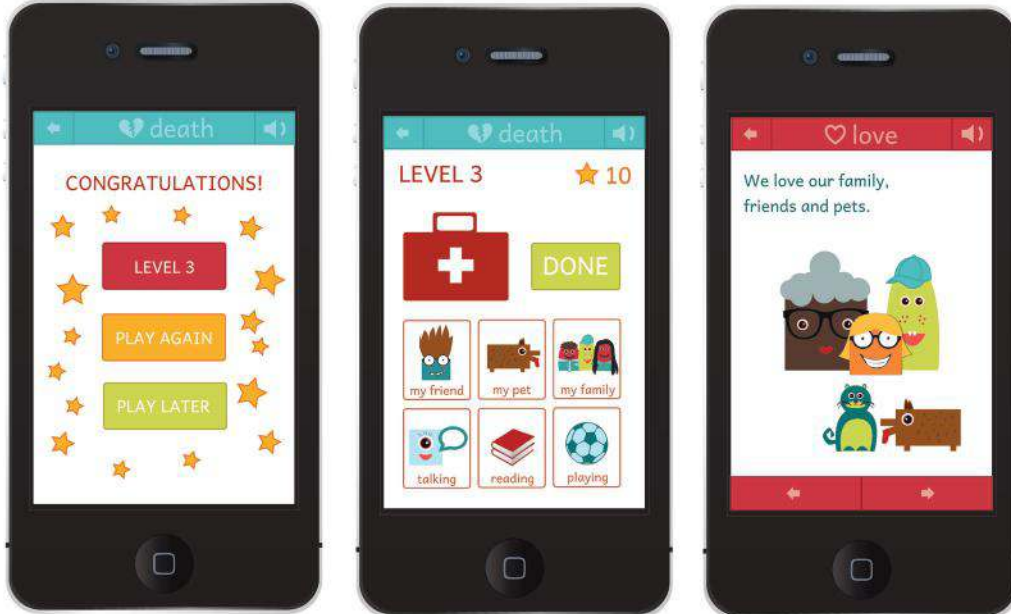 death
CONGRATULATIONS!
LEVEL 3
PLAY AGAIN
PLAY LATER
death
LEVEL 3
10
DONE
my friend
my pet
my family
talking
reading
playing
love
We love our family,
friends and pets.